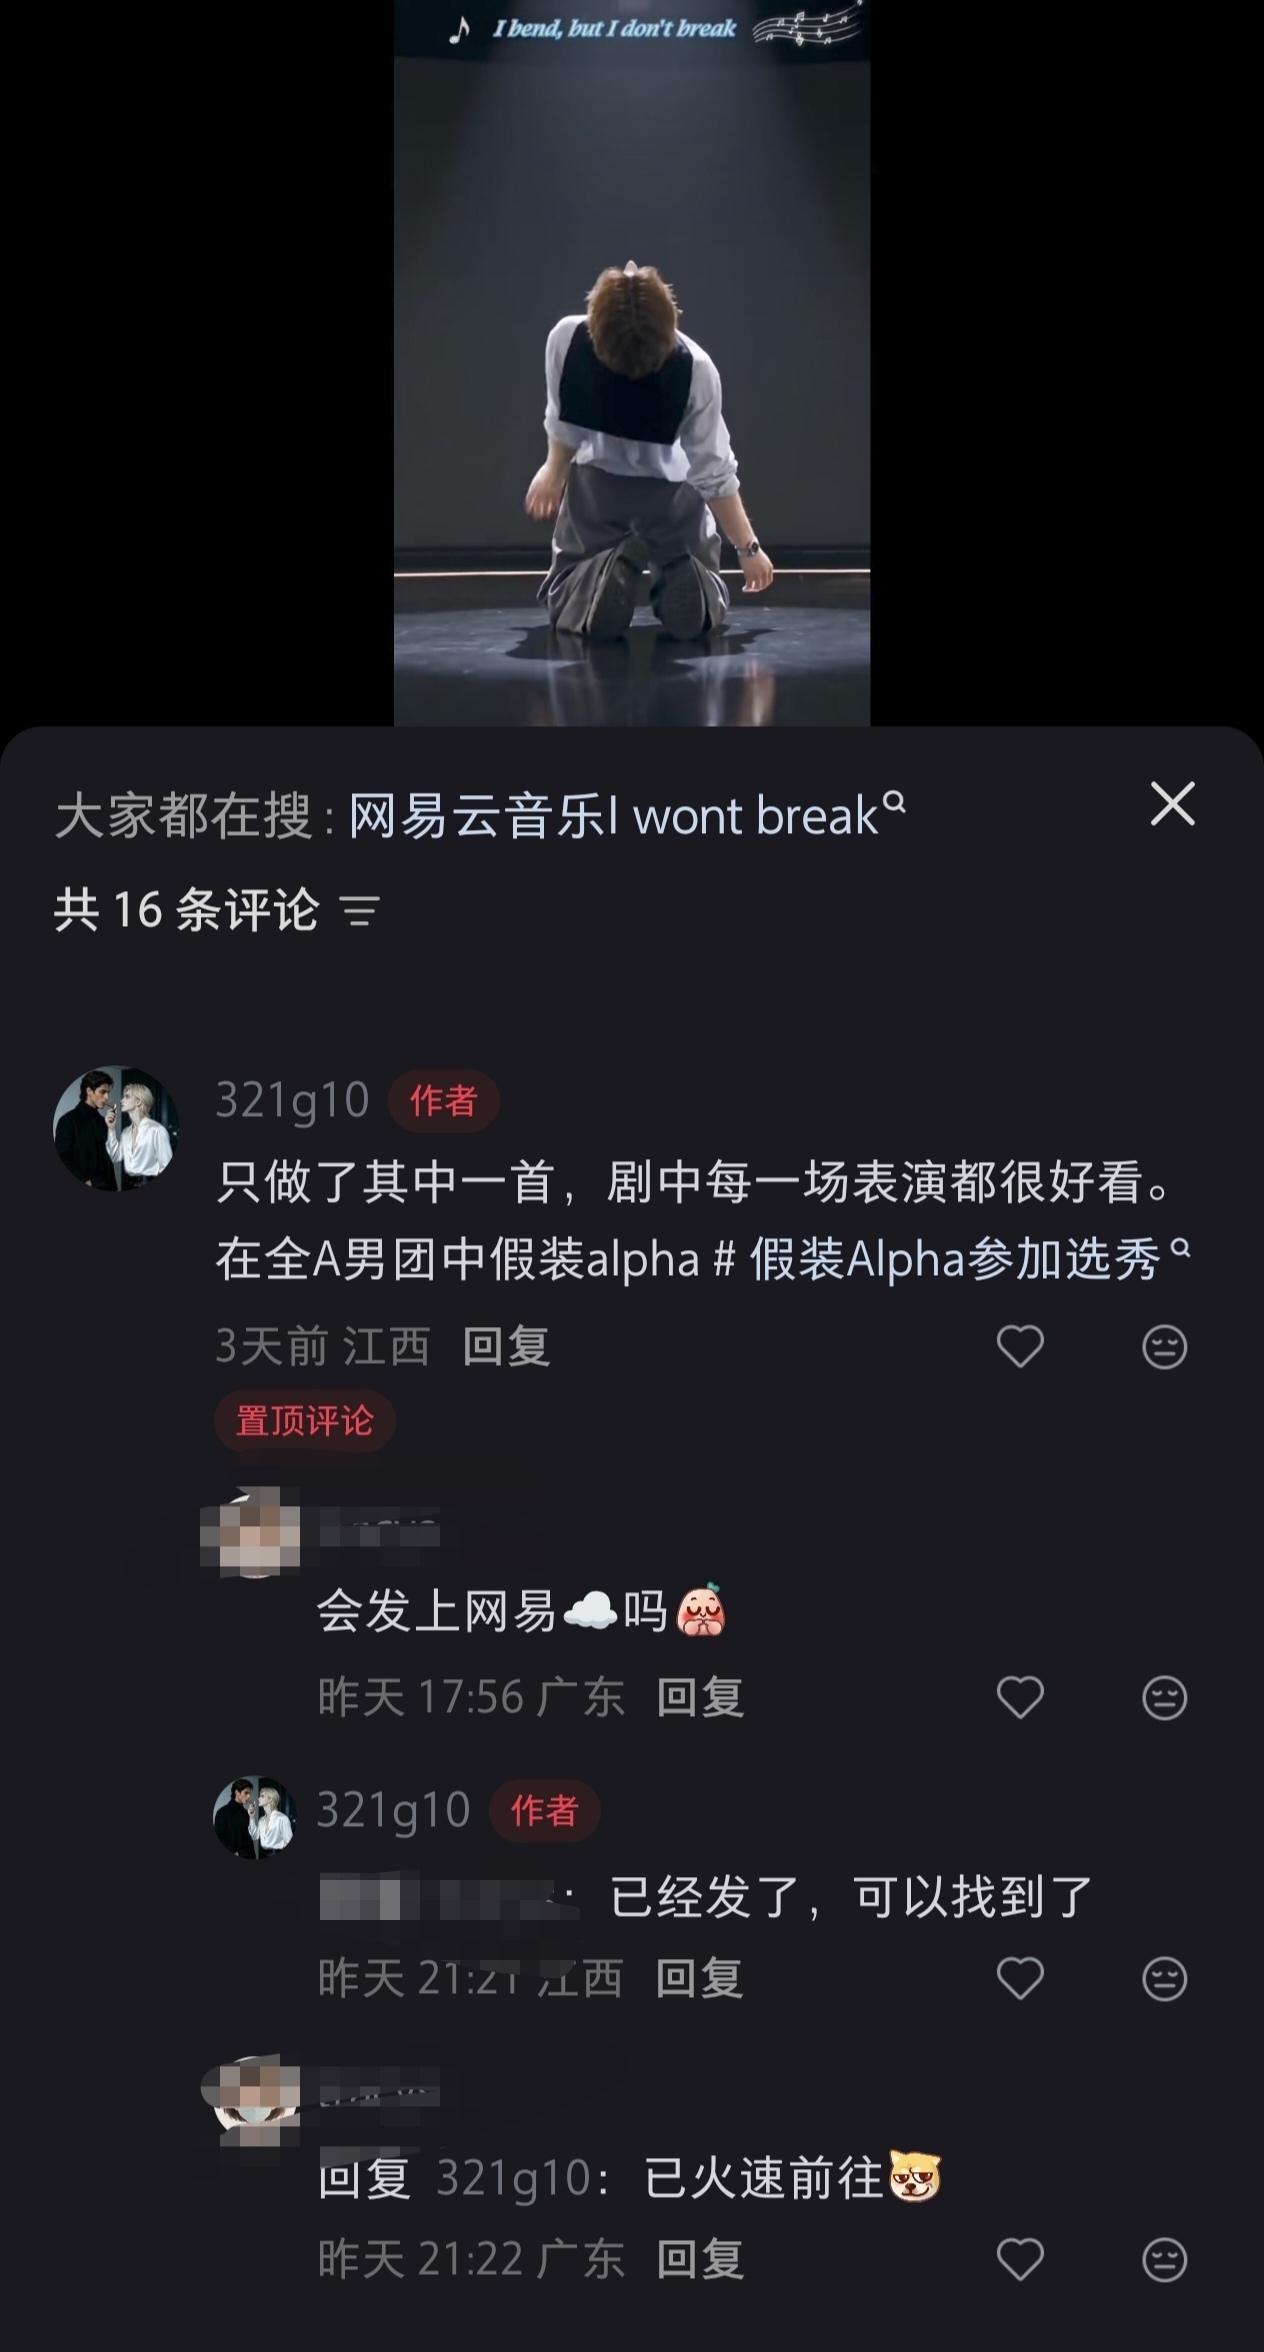 I bend, but I don't break
大家都在搜：网易云音乐I wont break
共 16 条评论
321g10 作者
只做了其中一首，剧中每一场表演都很好看。
在全A男团中假装alpha # 假装Alpha参加选秀
3天前 江西 回复
置顶评论
会发上网易☁️吗
昨天 17:56 广东 回复
321g10 作者
：已经发了，可以找到了
昨天 21:21 江西 回复
回复 321g10：已火速前往
昨天 21:22 广东 回复